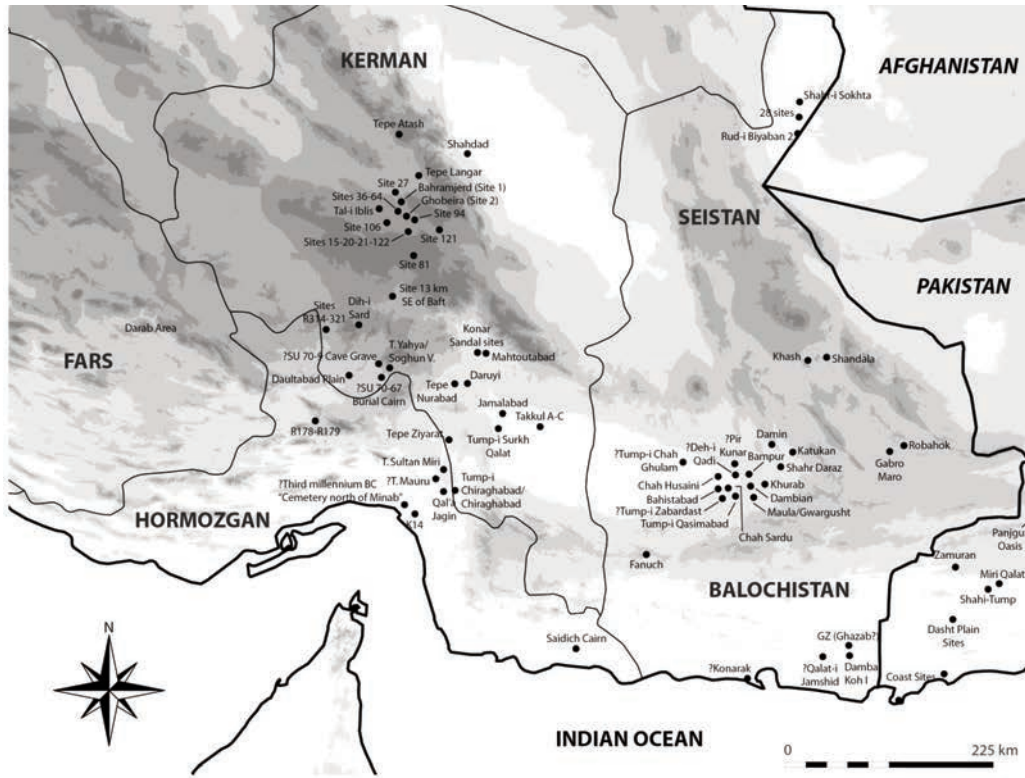 KERMAN
AFGHANISTAN
Shahr-i Sokhta
28 sites
Rud-i Biyaban 2
Tepe Atash
Shahdad
Tepe Langar
Site 27
Bahramjerd (Site 1)
Sites 36-64
Ghobeira (Site 2)
Tal-i Iblis
Site 94
Site 106
Site 121
Sites 15-20-21-122
Site 81
SEISTAN
PAKISTAN
Site 13 km
SE of Baft
Sites
R314-321
Dih-i
Sard
Darab Area
FARS
Konar
Sandal sites
Mahtoutabad
T. Yahya/
Soghun V.
?SU 70-9 Cave Grave
Daultabad Plain
?SU 70-67
Burial Cairn
Tepe
Nurabad
Daruyi
Khash
Shandala
Jamalabad
Takkul A-C
Tump-i Surkh
Qalat
R178-R179
Tepe Ziyarat
T. Sultan Miri
?T. Mauru
?Third millennium BC
"Cemetery north of Minab"
Tump-i
Chiraghabad/
Chiraghabad
Qal'a
Jagin
K14
HORMOZGAN
?Pir
Kunar
Damin
Katukan
Robahok
Gabro
Maro
?Deh-i
Qadi
Bampur
?Tump-i Chah
Ghulam
Shahr Daraz
Chah Husaini
Khurab
Bahistabad
Dambian
?Tump-i Zabardast
Maula/Gwargusht
Tump-i Qasimabad
Chah Sardu
Fanuch
BALOCHISTAN
Panjgu
Oasis
Zamuran
Miri Qalat
Shahi-Tump
Dasht Plain
Sites
Saidich Cairn
GZ (Ghazab?)
?Konarak
?Qalat-i
Jamshid
Damba
Koh I
Coast Sites
N
INDIAN OCEAN
0 225 km